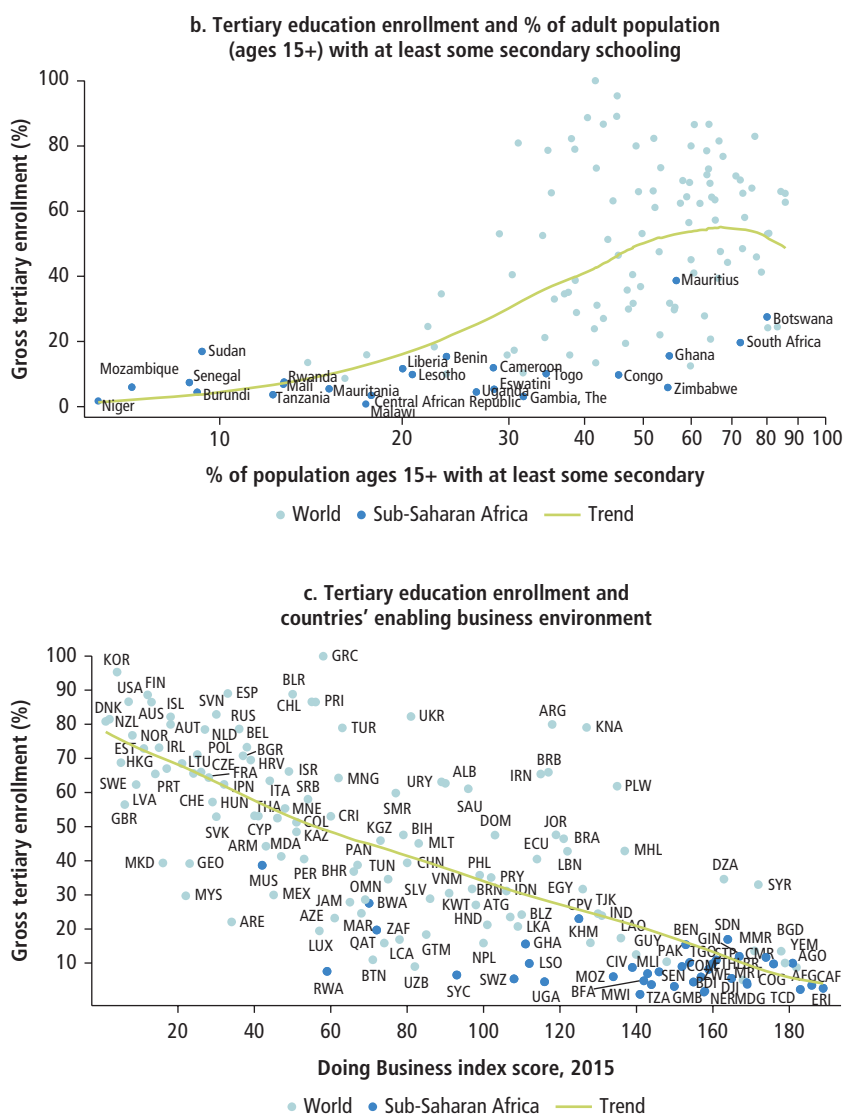 b. Tertiary education enrollment and % of adult population
(ages 15+) with at least some secondary schooling
Gross tertiary enrollment (%)
100
80
60
40
20
0
Mauritius
Botswana
South Africa
Sudan
Ghana
Mozambique
Senegal
Rwanda
Liberia
Benin
Cameroon
Mali
Mauritania
Lesotho
Eswatini
Togo
Congo
Niger
Burundi
Tanzania
Central African Republic
Uganda
Gambia, The
Zimbabwe
Malawi
10
20
30
40
50
60
70
80
90
100
% of population ages 15+ with at least some secondary
World
Sub-Saharan Africa
Trend
c. Tertiary education enrollment and
countries’ enabling business environment
Gross tertiary enrollment (%)
100
90
80
70
60
50
40
30
20
10
KOR
GRC
USA
FIN
ESP
BLR
DNK
AUS
ISL
SVN
CHL
PRI
NZL
NOR
AUT
NLD
RUS
TUR
UKR
ARG
KNA
EST
IRL
POL
BEL
BGR
HKG
LTU
CZE
FRA
HRV
ISR
MNG
URY
ALB
IRN
BRB
SWE
PRT
JPN
ITA
SRB
SMR
SAU
PLW
LVA
CHE
HUN
THA
MNE
GBR
SVK
CYP
COL
CRI
KGZ
BIH
DOM
JOR
BRA
ARM
MDA
KAZ
PAN
MLT
ECU
LBN
MHL
MKD
GEO
PER
BHR
TUN
CHN
PHL
PRY
DZA
SYR
MYS
MUS
MEX
JAM
OMN
BWA
SLV
VNM
BRN
IDN
EGY
CPV
TJK
IND
ARE
AZE
MAR
ZAF
KWT
ATG
BLZ
LUX
QAT
LCA
GTM
HND
LKA
KHM
LAO
GUY
BEN
SDN
BGD
BTN
NPL
GHA
CIV
MLI
PAK
TGO
GIN
STP
MMR
YEM
RWA
UZB
SYC
SWZ
LSO
MOZ
SEN
COM
CMR
AGO
UGA
BFA
MWI
TZA
GMB
BDI
ZWE
NER
MDG
DJI
MRT
COG
TCD
AFG
CAF
ERI
20
40
60
80
100
120
140
160
180
Doing Business index score, 2015
World
Sub-Saharan Africa
Trend